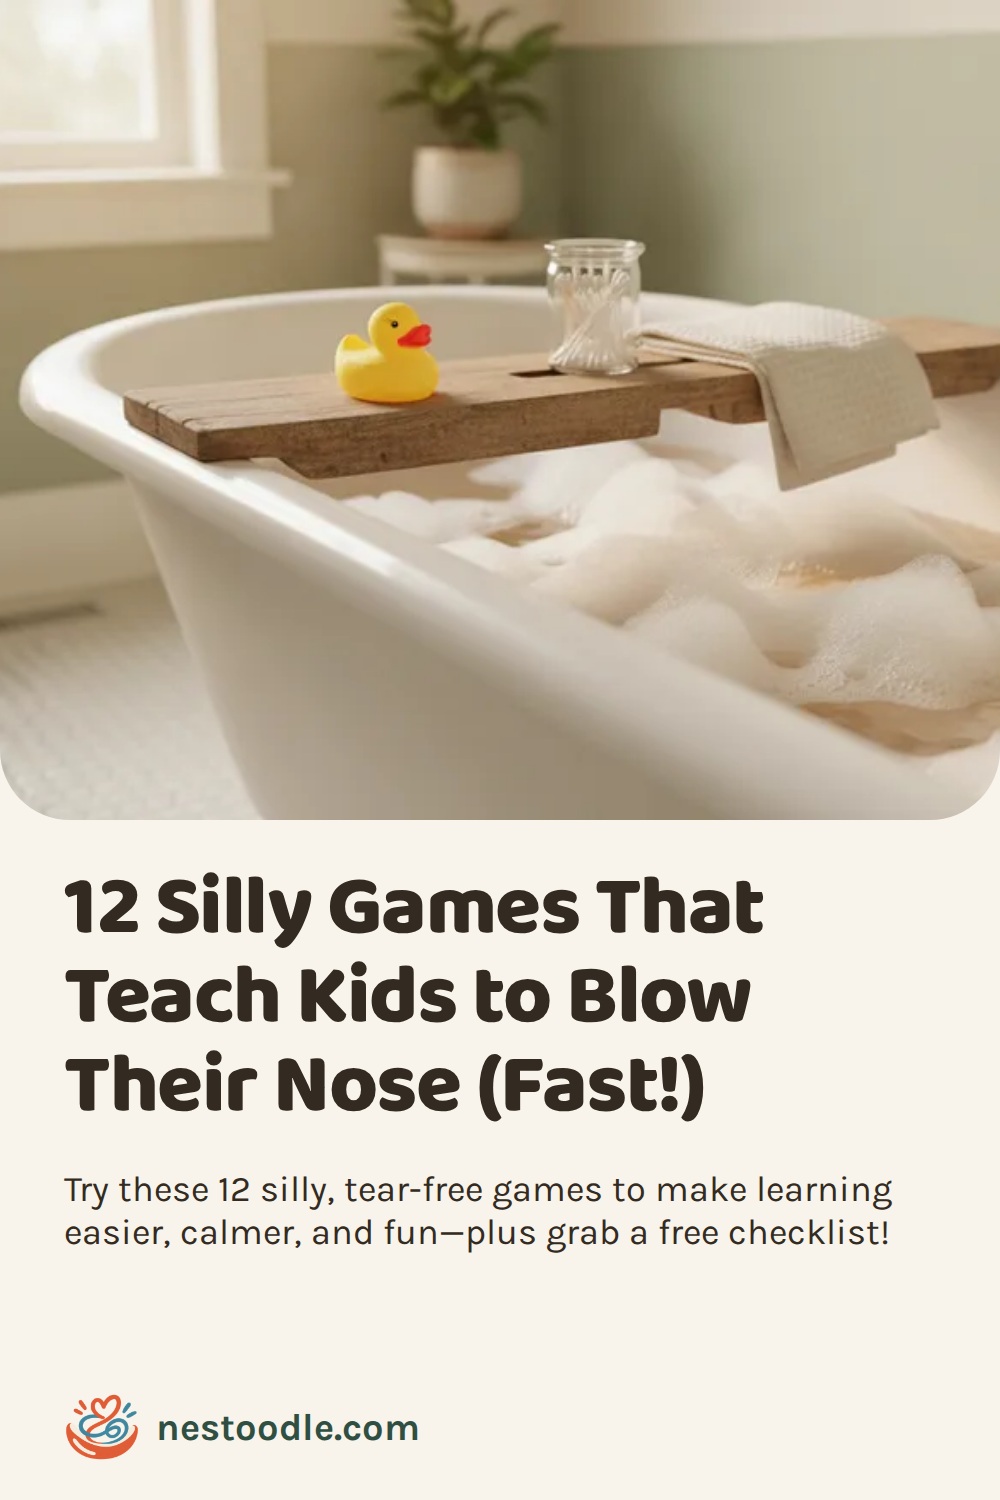 12 Silly Games That
Teach Kids to Blow
Their Nose (Fast!)
Try these 12 silly, tear-free games to make learning
easier, calmer, and fun—plus grab a free checklist!
nestoodle.com